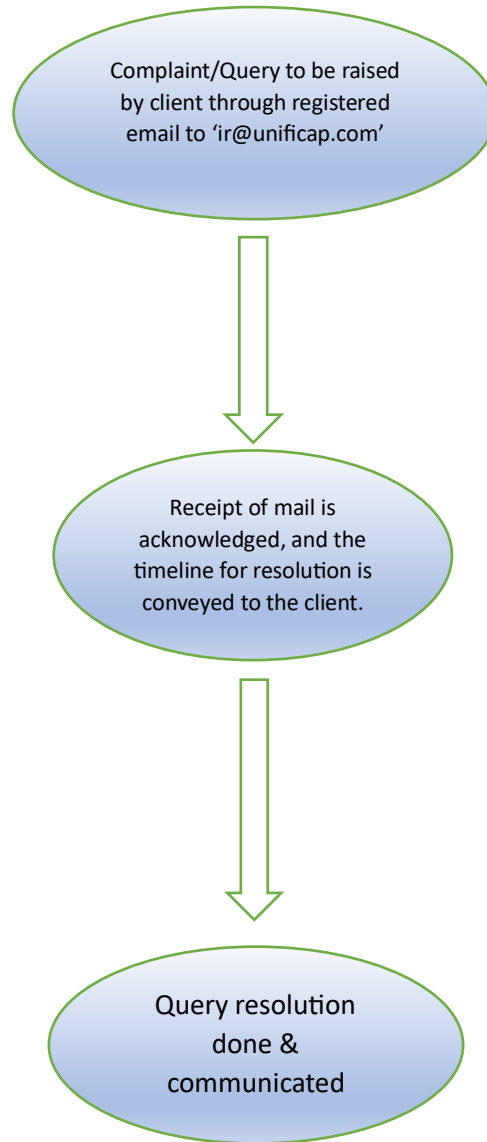 Complaint/Query to be raised
by client through registered
email to ‘ir@unificap.com’
Receipt of mail is
acknowledged, and the
timeline for resolution is
conveyed to the client.
Query resolution
done &
communicated